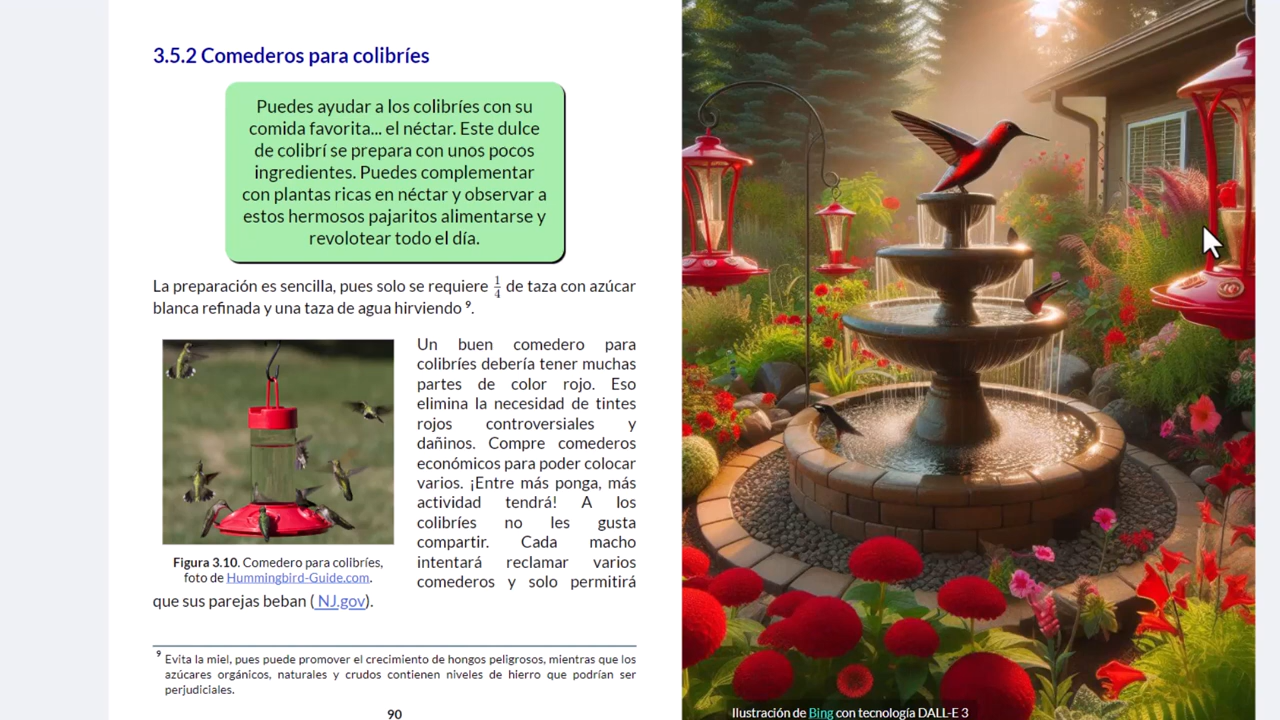 3.5.2 Comederos para colibríes
Puedes ayudar a los colibríes con su
comida favorita... el néctar. Este dulce
de colibrí se prepara con unos pocos
ingredientes. Puedes complementar
con plantas ricas en néctar y observar a
estos hermosos pajaritos alimentarse y
revolotear todo el día.
La preparación es sencilla, pues solo se requiere 1/4 de taza con azúcar
blanca refinada y una taza de agua hirviendo 9.
Un buen comedero para
colibríes debería tener muchas
partes de color rojo. Eso
elimina la necesidad de tintes
rojos controversiales y
dañinos. Compre comederos
económicos para poder colocar
varios. ¡Entre más ponga, más
actividad tendrá! A los
colibríes no les gusta
compartir. Cada macho
intentará reclamar varios
comederos y solo permitirá
que sus parejas beban ( NJ.gov).
Figura 3.10. Comedero para colibríes,
foto de Hummingbird-Guide.com.
9 Evita la miel, pues puede promover el crecimiento de hongos peligrosos, mientras que los
azúcares orgánicos, naturales y crudos contienen niveles de hierro que podrían ser
perjudiciales.
90
Ilustración de Bing con tecnología DALL-E 3